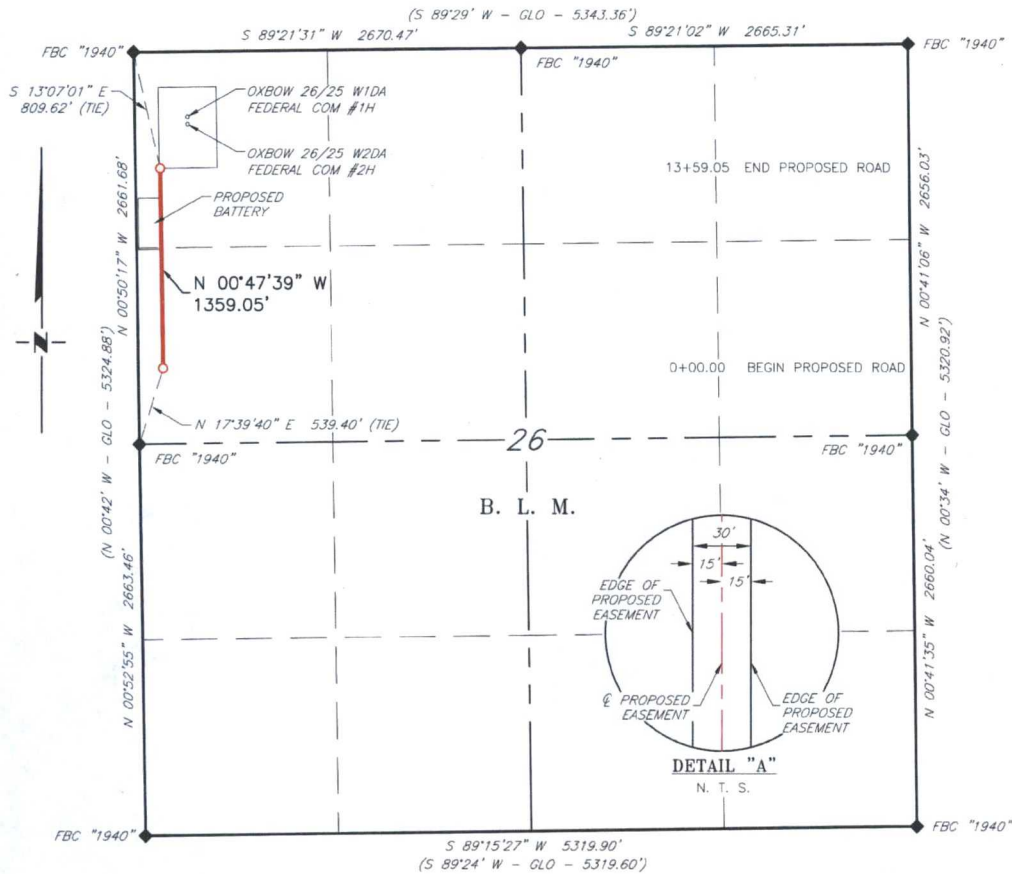 (S 89°29' W - GLO - 5343.36')
S 89°21'31" W 2670.47'
S 89°21'02" W 2665.31'
FBC "1940"
FBC "1940"
FBC "1940"
S 13°07'01" E
809.62' (TIE)
OXBOW 26/25 W1DA
FEDERAL COM #1H
OXBOW 26/25 W2DA
FEDERAL COM #2H
13+59.05 END PROPOSED ROAD
PROPOSED
BATTERY
N 00°50'17" W 2661.68'
N 00°41'06" W 2656.03'
N 00°47'39" W
1359.05'
N
(N 00°42' W - GLO - 5324.88')
(N 00°34' W - GLO - 5320.92')
0+00.00 BEGIN PROPOSED ROAD
N 17°39'40" E 539.40' (TIE)
26
FBC "1940"
FBC "1940"
B. L. M.
30'
15'
15'
EDGE OF
PROPOSED
EASEMENT
℄ PROPOSED
EASEMENT
EDGE OF
PROPOSED
EASEMENT
DETAIL "A"
N. T. S.
N 00°52'55" W 2663.46'
N 00°41'35" W 2660.04'
FBC "1940"
FBC "1940"
S 89°15'27" W 5319.90'
(S 89°24' W - GLO - 5319.60')